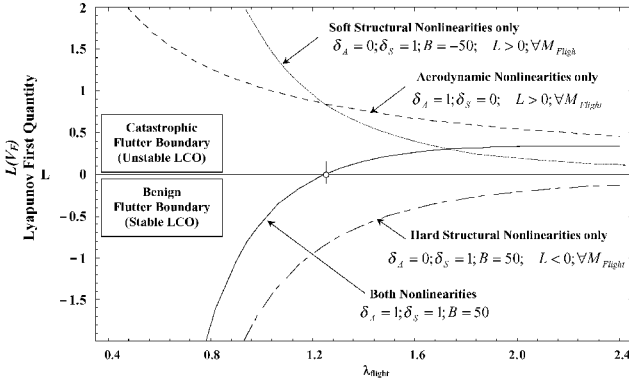 2
1.5
1
0.5
0
−0.5
−1
−1.5
L(V_F)
Lyapunov First Quantity
L
Soft Structural Nonlinearities only
δ_A = 0; δ_S = 1; B = −50; L > 0; ∀M_Fligh
Aerodynamic Nonlinearities only
δ_A = 1; δ_S = 0; L > 0; ∀M_Flight
Catastrophic
Flutter Boundary
(Unstable LCO)
Benign
Flutter Boundary
(Stable LCO)
Hard Structural Nonlinearities only
δ_A = 0; δ_S = 1; B = 50; L < 0; ∀M_Flight
Both Nonlinearities
δ_A = 1; δ_S = 1; B = 50
0.4 0.8 1.2 1.6 2.0 2.4
λ_flight